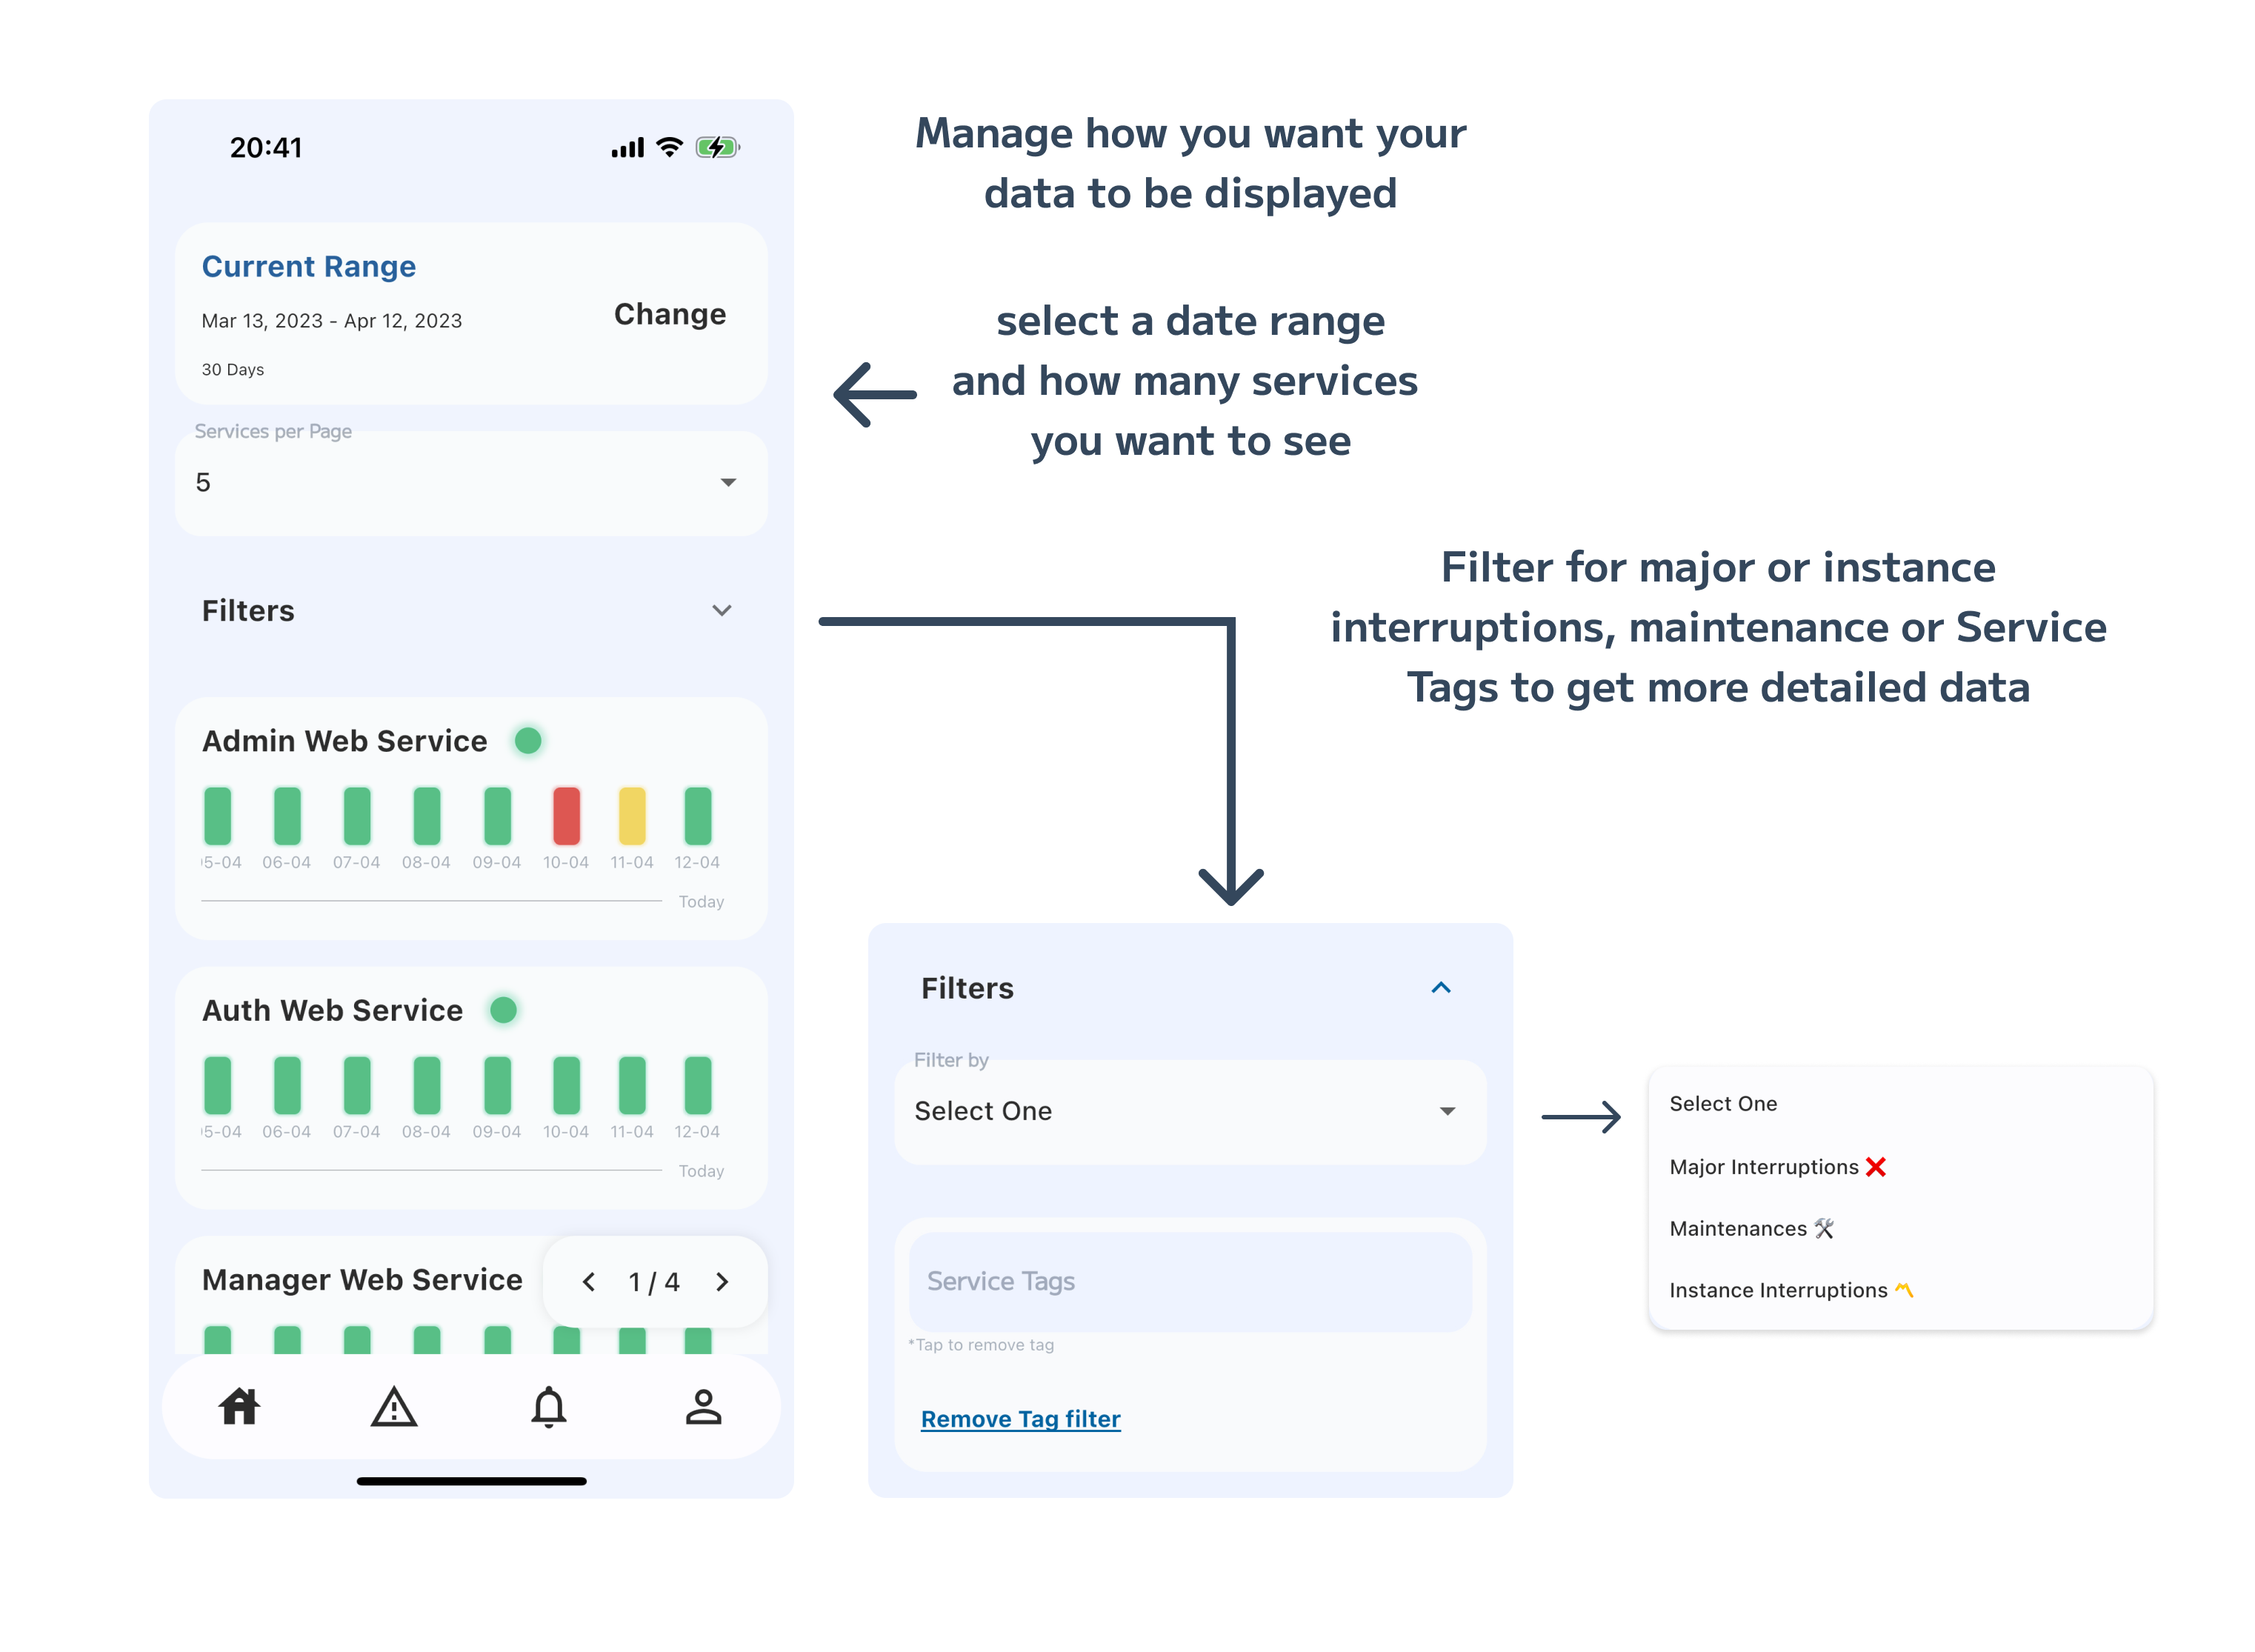 20:41
Manage how you want your
data to be displayed
Current Range
Mar 13, 2023 - Apr 12, 2023
Change
30 Days
select a date range
and how many services
you want to see
Services per Page
5
Filters
Filter for major or instance
interruptions, maintenance or Service
Tags to get more detailed data
Admin Web Service
5-04 06-04 07-04 08-04 09-04 10-04 11-04 12-04
Today
Auth Web Service
5-04 06-04 07-04 08-04 09-04 10-04 11-04 12-04
Today
Manager Web Service
1 / 4
Filters
Filter by
Select One
Service Tags
*Tap to remove tag
Remove Tag filter
Select One
Major Interruptions ❌
Maintenances 🛠
Instance Interruptions 〽️